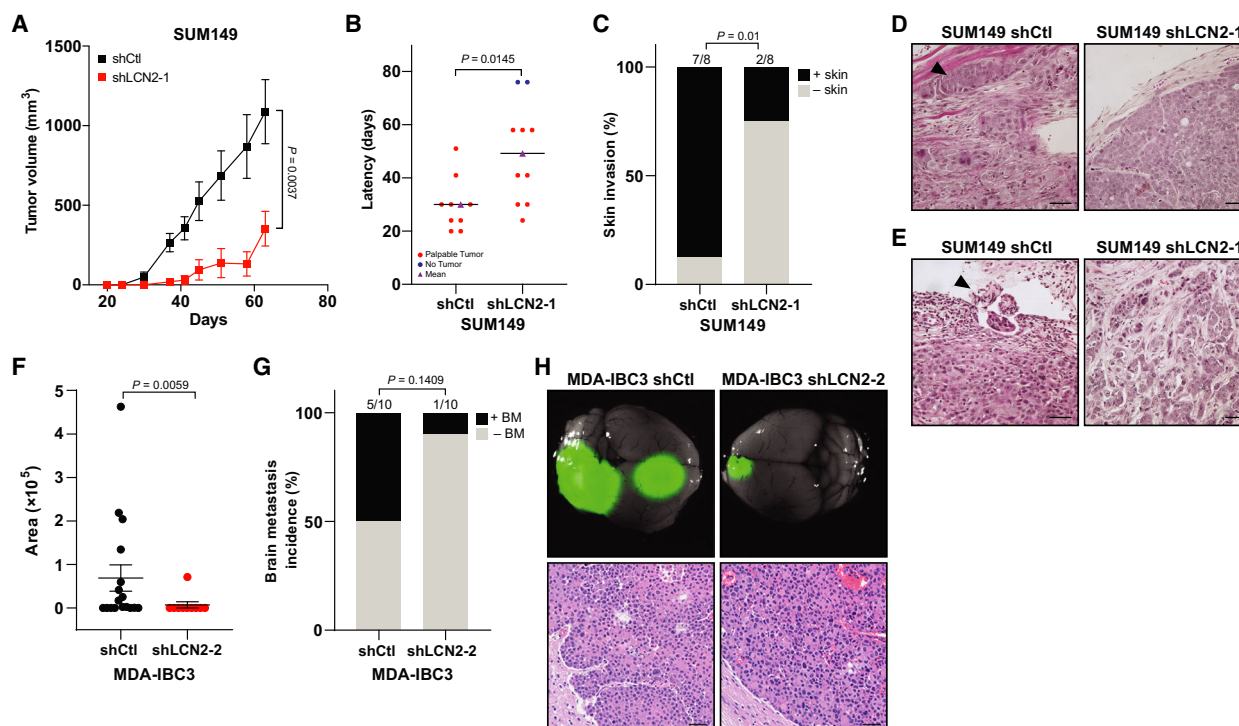 A
SUM149
shCtl
shLCN2-1
Tumor volume (mm³)
1500
1000
500
0
20
40
60
80
Days
P = 0.0037
B
P = 0.0145
Latency (days)
80
60
40
20
0
Palpable Tumor
No Tumor
Mean
shCtl
shLCN2-1
SUM149
C
P = 0.01
7/8
2/8
+ skin
– skin
Skin invasion (%)
100
50
0
shCtl
shLCN2-1
SUM149
D
SUM149 shCtl
SUM149 shLCN2-1
E
SUM149 shCtl
SUM149 shLCN2-1
F
P = 0.0059
Area (×10⁵)
5
4
3
2
1
0
shCtl
shLCN2-2
MDA-IBC3
G
P = 0.1409
5/10
1/10
+ BM
– BM
Brain metastasis
incidence (%)
100
50
0
shCtl
shLCN2-2
MDA-IBC3
H
MDA-IBC3 shCtl
MDA-IBC3 shLCN2-2